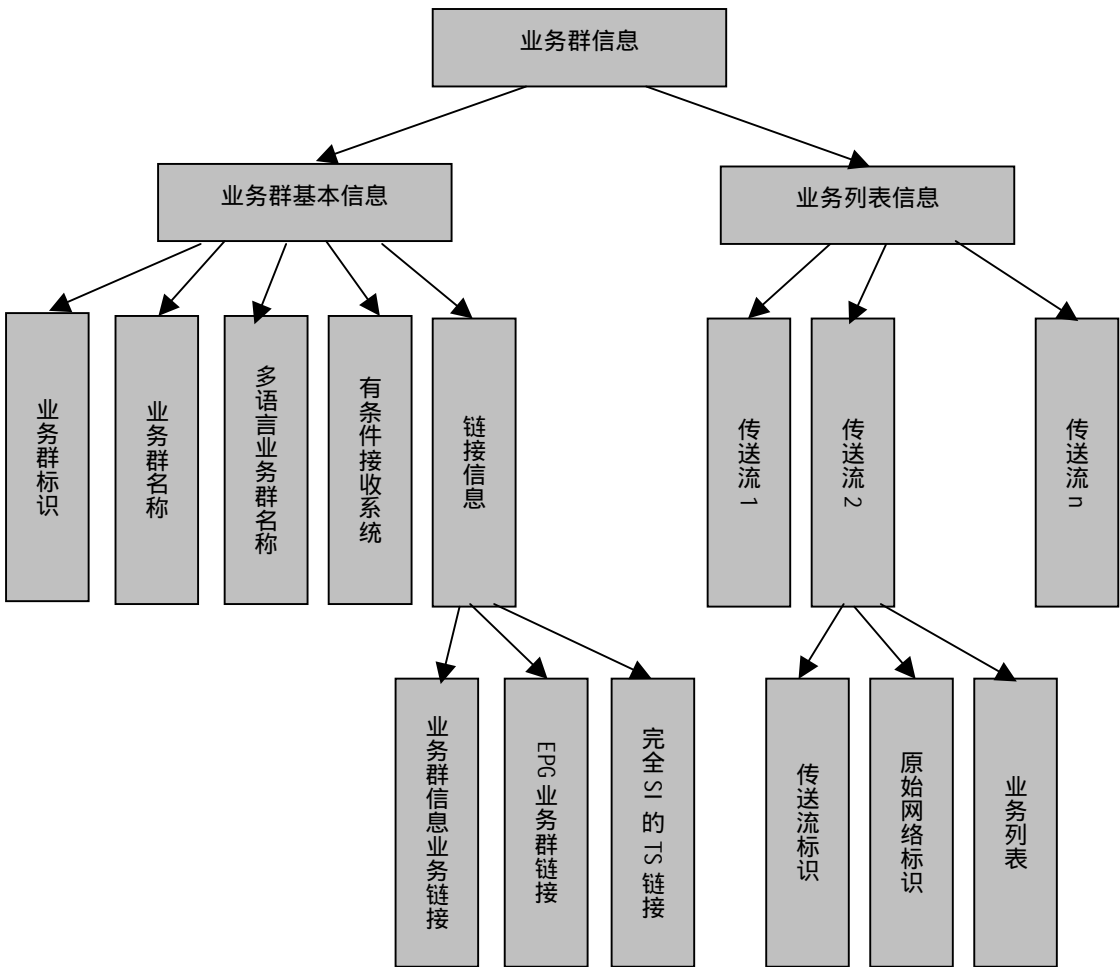 业务群信息
业务群基本信息
业务列表信息
业务群标识
业务群名称
多语言业务群名称
有条件接收系统
链接信息
传送流 1
传送流 2
传送流 n
业务群信息业务链接
EPG 业务群链接
完全 SI 的 TS 链接
传送流标识
原始网络标识
业务列表